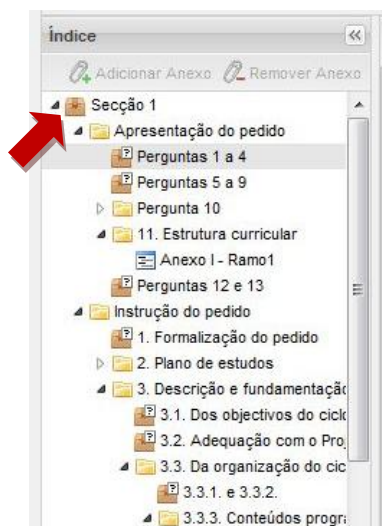 Índice
Adicionar Anexo Remover Anexo
Secção 1
Apresentação do pedido
Perguntas 1 a 4
Perguntas 5 a 9
Pergunta 10
11. Estrutura curricular
Anexo I - Ramo1
Perguntas 12 e 13
Instrução do pedido
1. Formalização do pedido
2. Plano de estudos
3. Descrição e fundamentação
3.1. Dos objectivos do ciclo
3.2. Adequação com o Pro
3.3. Da organização do cic
3.3.1. e 3.3.2.
3.3.3. Conteúdos progra